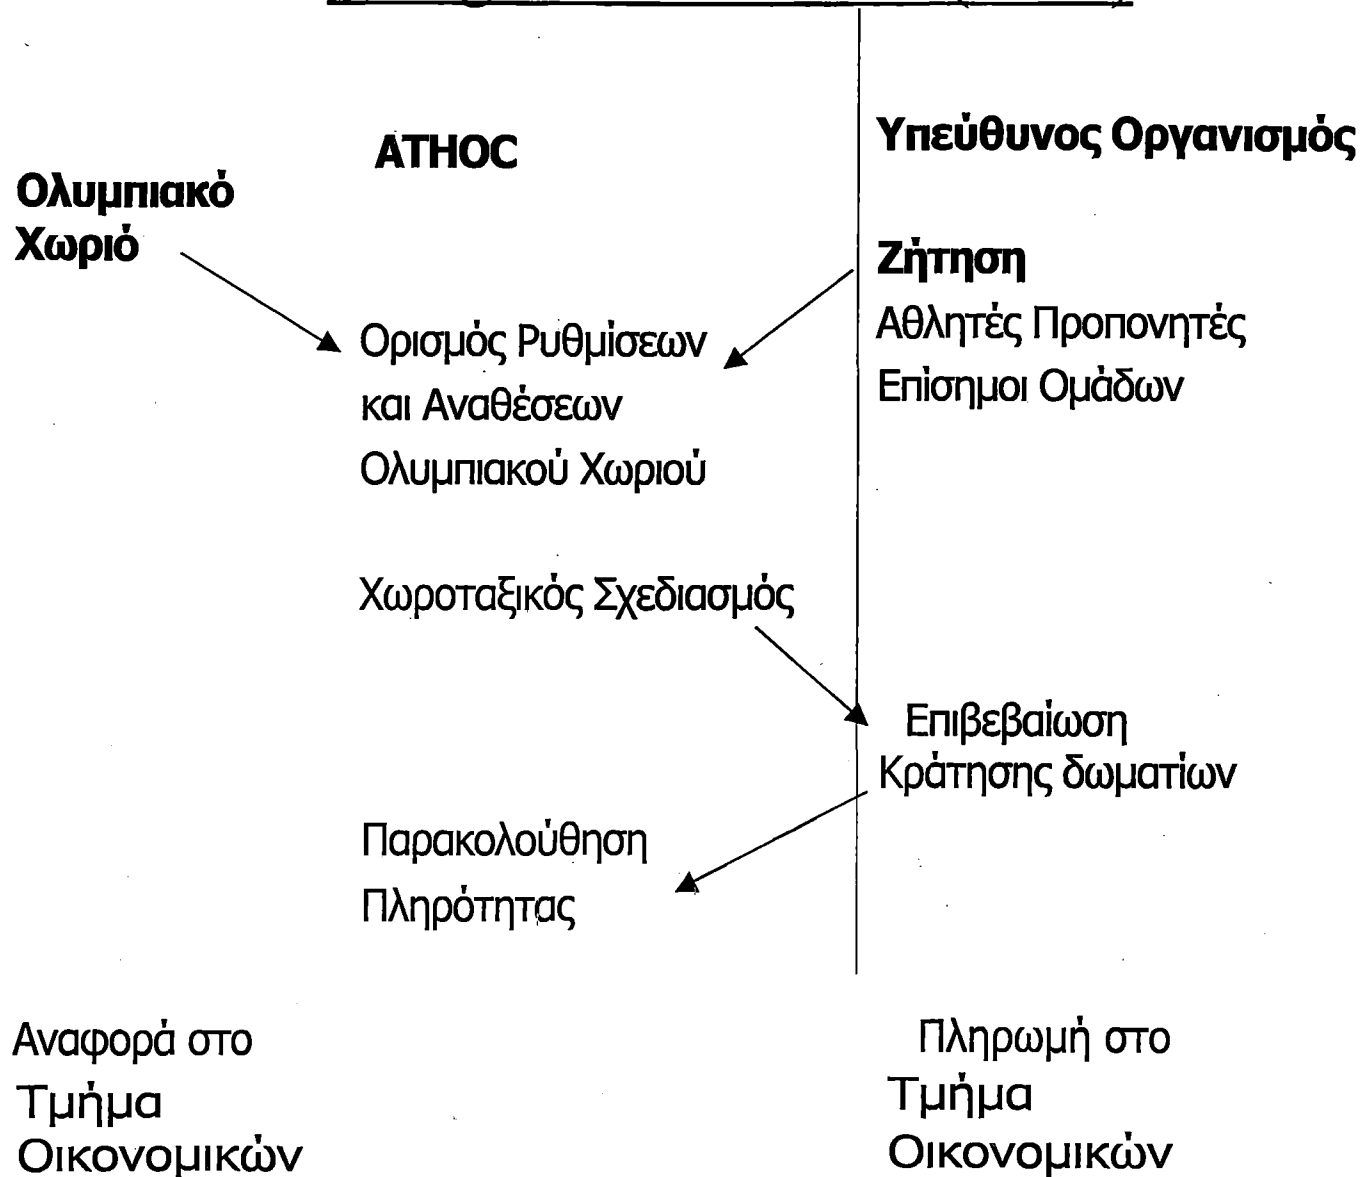 ATHOC
Υπεύθυνος Οργανισμός
Ολυμπιακό
Χωριό
Ζήτηση
Αθλητές Προπονητές
Επίσημοι Ομάδων
Ορισμός Ρυθμίσεων
και Αναθέσεων
Ολυμπιακού Χωριού
Χωροταξικός Σχεδιασμός
Επιβεβαίωση
Κράτησης δωματίων
Παρακολούθηση
Πληρότητας
Αναφορά στο
Τμήμα
Οικονομικών
Πληρωμή στο
Τμήμα
Οικονομικών